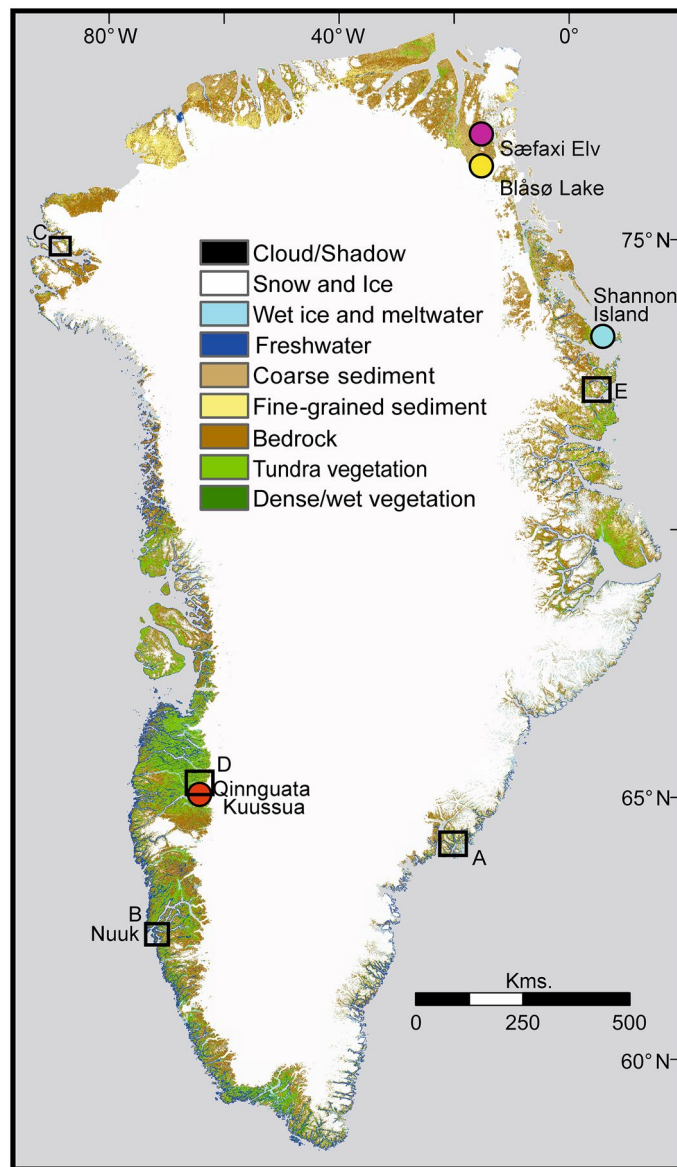 80°W
40°W
0°
Sæfaxi Elv
Blåsø Lake
75°N
C
Cloud/Shadow
Snow and Ice
Wet ice and meltwater
Freshwater
Coarse sediment
Fine-grained sediment
Bedrock
Tundra vegetation
Dense/wet vegetation
Shannon
Island
E
D
Qinnguata
Kuussua
65°N
A
B
Nuuk
Kms.
0 250 500
60°N